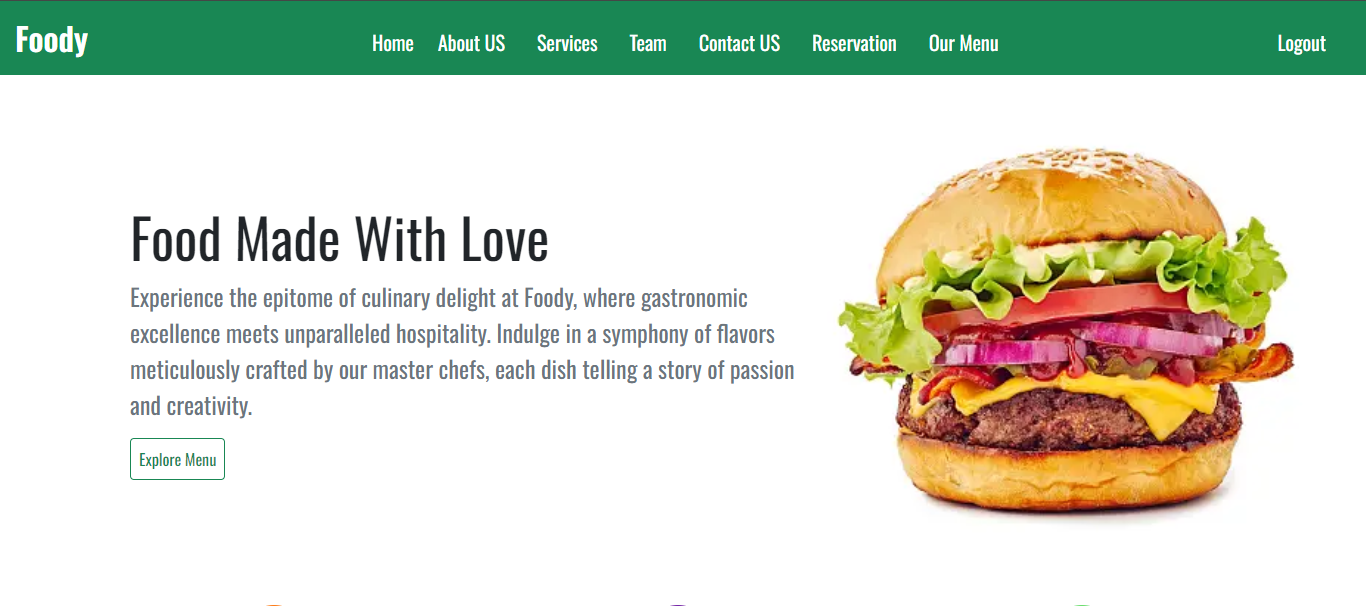 Foody
Home About US Services Team Contact US Reservation Our Menu
Logout
Food Made With Love
Experience the epitome of culinary delight at Foody, where gastronomic
excellence meets unparalleled hospitality. Indulge in a symphony of flavors
meticulously crafted by our master chefs, each dish telling a story of passion
and creativity.
Explore Menu